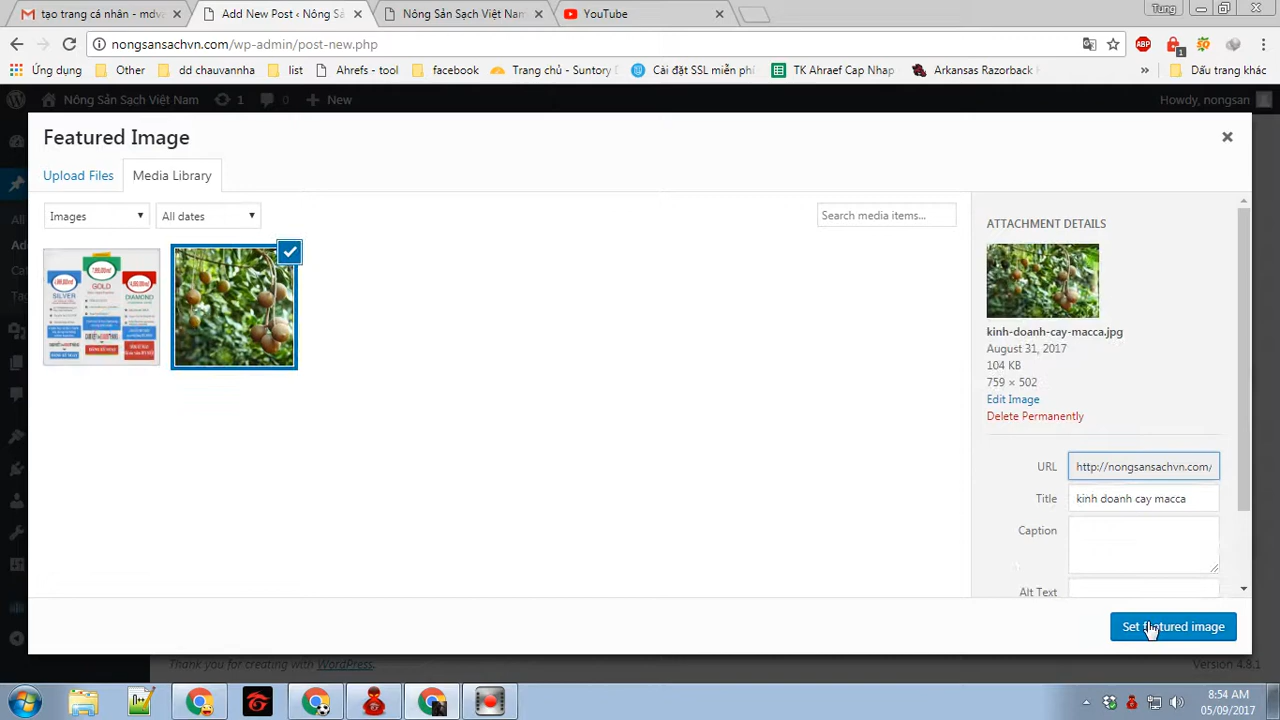 tạo trang cá nhân - mdva
Add New Post ‹ Nông Sả
Nông Sản Sạch Việt Nam
YouTube
Tung
nongsansachvn.com/wp-admin/post-new.php
Ứng dụng
Other
dd chamvannha
list
Ahrefs - tool
facebook
Trang chủ - Suntory D
Cài đặt SSL miễn phí
TK Ahraef Cap Nhap
Arkansas Razorback
»
Dấu trang khác
Nông Sản Sạch Việt Nam
1
0
New
Howdy, nongsan
Featured Image
Upload Files
Media Library
Images
All dates
Search media items...
SILVER
GOLD
DIAMOND
ATTACHMENT DETAILS
kinh-doanh-cay-macca.jpg
August 31, 2017
104 KB
759 × 502
Edit Image
Delete Permanently
URL
http://nongsansachvn.com/
Title
kinh doanh cay macca
Caption
Alt Text
Set featured image
Thank you for creating with WordPress.
Version 4.8.1
8:54 AM
05/09/2017